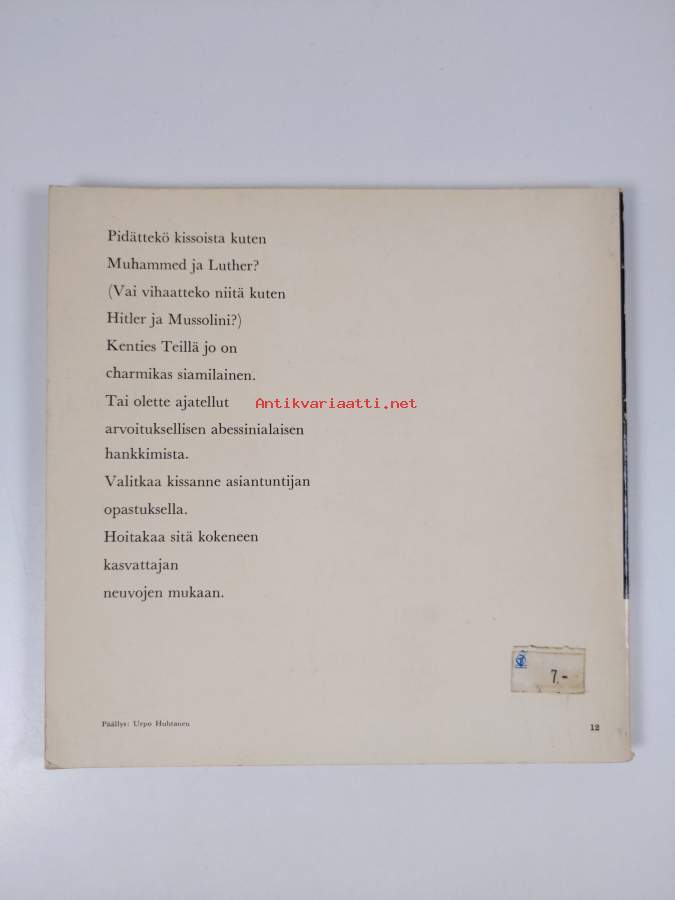 Pidättekö kissoista kuten
Muhammed ja Luther?
(Vai vihaatteko niitä kuten
Hitler ja Mussolini?)
Kenties Teillä jo on
charmikas siamilainen.
Tai olette ajatellut
Antikvariaatti.net
arvoituksellisen abessinialaisen
hankkimista.
Valitkaa kissanne asiantuntijan
opastuksella.
Hoitakaa sitä kokeneen
kasvattajan
neuvojen mukaan.
7.-
Päällys: Urpo Huhtanen
12